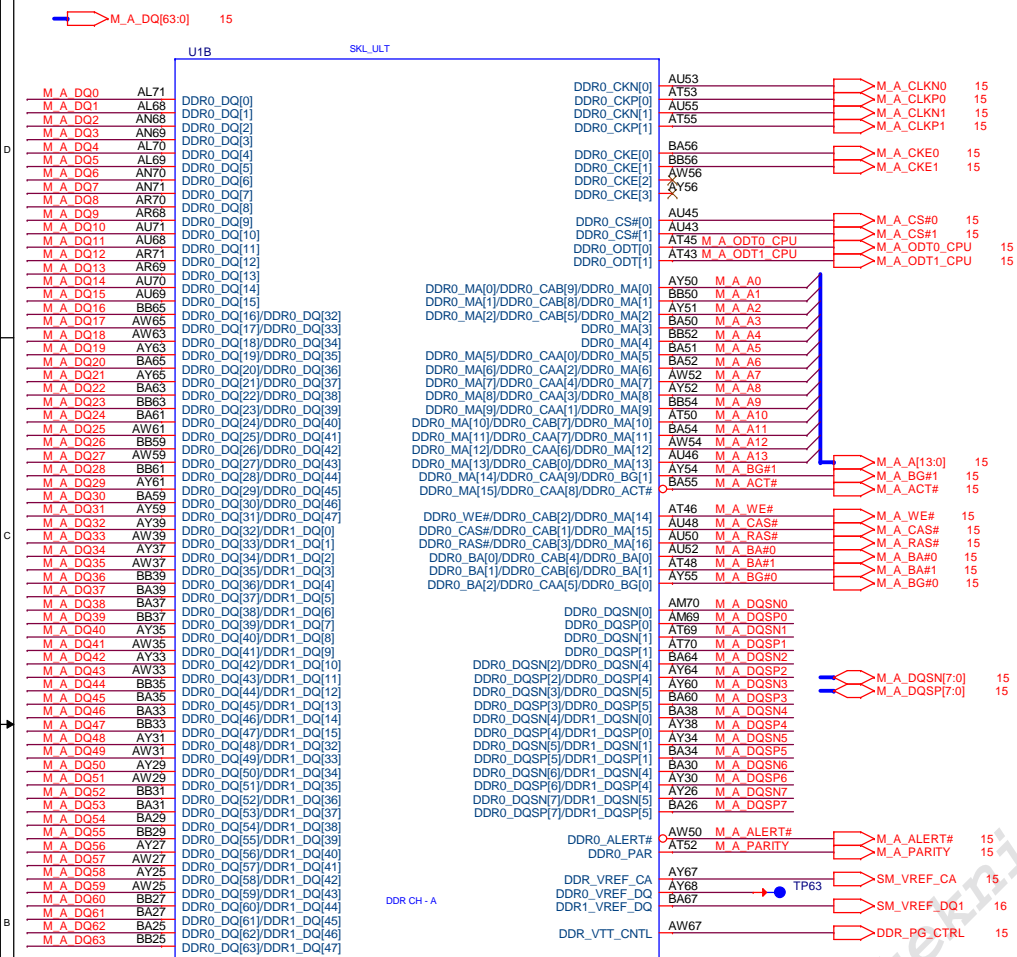 M_A_DQ[63:0] 15
U1B SKL_ULT
M_A_DQ0 AL71 DDR0_DQ[0]
M_A_DQ1 AL68 DDR0_DQ[1]
M_A_DQ2 AN68 DDR0_DQ[2]
M_A_DQ3 AN69 DDR0_DQ[3]
M_A_DQ4 AL70 DDR0_DQ[4]
M_A_DQ5 AL69 DDR0_DQ[5]
M_A_DQ6 AN70 DDR0_DQ[6]
M_A_DQ7 AN71 DDR0_DQ[7]
M_A_DQ8 AR70 DDR0_DQ[8]
M_A_DQ9 AR68 DDR0_DQ[9]
M_A_DQ10 AU71 DDR0_DQ[10]
M_A_DQ11 AU68 DDR0_DQ[11]
M_A_DQ12 AR71 DDR0_DQ[12]
M_A_DQ13 AR69 DDR0_DQ[13]
M_A_DQ14 AU70 DDR0_DQ[14]
M_A_DQ15 AU69 DDR0_DQ[15]
M_A_DQ16 BB65 DDR0_DQ[16]/DDR0_DQ[32]
M_A_DQ17 AW65 DDR0_DQ[17]/DDR0_DQ[33]
M_A_DQ18 AW63 DDR0_DQ[18]/DDR0_DQ[34]
M_A_DQ19 AY63 DDR0_DQ[19]/DDR0_DQ[35]
M_A_DQ20 BA65 DDR0_DQ[20]/DDR0_DQ[36]
M_A_DQ21 AY65 DDR0_DQ[21]/DDR0_DQ[37]
M_A_DQ22 BA63 DDR0_DQ[22]/DDR0_DQ[38]
M_A_DQ23 BB63 DDR0_DQ[23]/DDR0_DQ[39]
M_A_DQ24 BA61 DDR0_DQ[24]/DDR0_DQ[40]
M_A_DQ25 AW61 DDR0_DQ[25]/DDR0_DQ[41]
M_A_DQ26 BB59 DDR0_DQ[26]/DDR0_DQ[42]
M_A_DQ27 AW59 DDR0_DQ[27]/DDR0_DQ[43]
M_A_DQ28 BB61 DDR0_DQ[28]/DDR0_DQ[44]
M_A_DQ29 AY61 DDR0_DQ[29]/DDR0_DQ[45]
M_A_DQ30 BA59 DDR0_DQ[30]/DDR0_DQ[46]
M_A_DQ31 AY59 DDR0_DQ[31]/DDR0_DQ[47]
M_A_DQ32 AY39 DDR0_DQ[32]/DDR1_DQ[0]
M_A_DQ33 AW39 DDR0_DQ[33]/DDR1_DQ[1]
M_A_DQ34 AY37 DDR0_DQ[34]/DDR1_DQ[2]
M_A_DQ35 AW37 DDR0_DQ[35]/DDR1_DQ[3]
M_A_DQ36 BB39 DDR0_DQ[36]/DDR1_DQ[4]
M_A_DQ37 BA39 DDR0_DQ[37]/DDR1_DQ[5]
M_A_DQ38 BA37 DDR0_DQ[38]/DDR1_DQ[6]
M_A_DQ39 BB37 DDR0_DQ[39]/DDR1_DQ[7]
M_A_DQ40 AY35 DDR0_DQ[40]/DDR1_DQ[8]
M_A_DQ41 AW35 DDR0_DQ[41]/DDR1_DQ[9]
M_A_DQ42 AY33 DDR0_DQ[42]/DDR1_DQ[10]
M_A_DQ43 AW33 DDR0_DQ[43]/DDR1_DQ[11]
M_A_DQ44 BB35 DDR0_DQ[44]/DDR1_DQ[12]
M_A_DQ45 BA35 DDR0_DQ[45]/DDR1_DQ[13]
M_A_DQ46 BA33 DDR0_DQ[46]/DDR1_DQ[14]
M_A_DQ47 BB33 DDR0_DQ[47]/DDR1_DQ[15]
M_A_DQ48 AY31 DDR0_DQ[48]/DDR1_DQ[32]
M_A_DQ49 AW31 DDR0_DQ[49]/DDR1_DQ[33]
M_A_DQ50 AY29 DDR0_DQ[50]/DDR1_DQ[34]
M_A_DQ51 AW29 DDR0_DQ[51]/DDR1_DQ[35]
M_A_DQ52 BB31 DDR0_DQ[52]/DDR1_DQ[36]
M_A_DQ53 BA31 DDR0_DQ[53]/DDR1_DQ[37]
M_A_DQ54 BA29 DDR0_DQ[54]/DDR1_DQ[38]
M_A_DQ55 BB29 DDR0_DQ[55]/DDR1_DQ[39]
M_A_DQ56 AY27 DDR0_DQ[56]/DDR1_DQ[40]
M_A_DQ57 AW27 DDR0_DQ[57]/DDR1_DQ[41]
M_A_DQ58 AY25 DDR0_DQ[58]/DDR1_DQ[42]
M_A_DQ59 AW25 DDR0_DQ[59]/DDR1_DQ[43]
M_A_DQ60 BB27 DDR0_DQ[60]/DDR1_DQ[44]
M_A_DQ61 BA27 DDR0_DQ[61]/DDR1_DQ[45]
M_A_DQ62 BA25 DDR0_DQ[62]/DDR1_DQ[46]
M_A_DQ63 BB25 DDR0_DQ[63]/DDR1_DQ[47]
DDR0_CKN[0] AU53 M_A_CLKN0 15
DDR0_CKP[0] AT53 M_A_CLKP0 15
DDR0_CKN[1] AU55 M_A_CLKN1 15
DDR0_CKP[1] AT55 M_A_CLKP1 15
DDR0_CKE[0] BA56 M_A_CKE0 15
DDR0_CKE[1] BB56 M_A_CKE1 15
DDR0_CKE[2] AW56
DDR0_CKE[3] AY56
DDR0_CS#[0] AU45 M_A_CS#0 15
DDR0_CS#[1] AU43 M_A_CS#1 15
DDR0_ODT[0] AT45 M_A_ODT0_CPU M_A_ODT0_CPU 15
DDR0_ODT[1] AT43 M_A_ODT1_CPU M_A_ODT1_CPU 15
DDR0_MA[0]/DDR0_CAB[9]/DDR0_MA[0] AY50 M_A_A0
DDR0_MA[1]/DDR0_CAB[8]/DDR0_MA[1] BB50 M_A_A1
DDR0_MA[2]/DDR0_CAB[5]/DDR0_MA[2] AY51 M_A_A2
DDR0_MA[3] BA50 M_A_A3
DDR0_MA[4] BB52 M_A_A4
DDR0_MA[5]/DDR0_CAA[0]/DDR0_MA[5] BA51 M_A_A5
DDR0_MA[6]/DDR0_CAA[2]/DDR0_MA[6] BA52 M_A_A6
DDR0_MA[7]/DDR0_CAA[4]/DDR0_MA[7] AW52 M_A_A7
DDR0_MA[8]/DDR0_CAA[3]/DDR0_MA[8] AY52 M_A_A8
DDR0_MA[9]/DDR0_CAA[1]/DDR0_MA[9] BB54 M_A_A9
DDR0_MA[10]/DDR0_CAB[7]/DDR0_MA[10] AT50 M_A_A10
DDR0_MA[11]/DDR0_CAA[7]/DDR0_MA[11] BA54 M_A_A11
DDR0_MA[12]/DDR0_CAA[6]/DDR0_MA[12] AW54 M_A_A12
DDR0_MA[13]/DDR0_CAB[0]/DDR0_MA[13] AU46 M_A_A13 M_A_A[13:0] 15
DDR0_MA[14]/DDR0_CAA[9]/DDR0_BG[1] AY54 M_A_BG#1 M_A_BG#1 15
DDR0_MA[15]/DDR0_CAA[8]/DDR0_ACT# BA55 M_A_ACT# M_A_ACT# 15
DDR0_WE#/DDR0_CAB[2]/DDR0_MA[14] AT46 M_A_WE# M_A_WE# 15
DDR0_CAS#/DDR0_CAB[1]/DDR0_MA[15] AU48 M_A_CAS# M_A_CAS# 15
DDR0_RAS#/DDR0_CAB[3]/DDR0_MA[16] AU50 M_A_RAS# M_A_RAS# 15
DDR0_BA[0]/DDR0_CAB[4]/DDR0_BA[0] AU52 M_A_BA#0 M_A_BA#0 15
DDR0_BA[1]/DDR0_CAB[6]/DDR0_BA[1] AT48 M_A_BA#1 M_A_BA#1 15
DDR0_BA[2]/DDR0_CAA[5]/DDR0_BG[0] AY55 M_A_BG#0 M_A_BG#0 15
DDR0_DQSN[0] AM70 M_A_DQSN0
DDR0_DQSP[0] AM69 M_A_DQSP0
DDR0_DQSN[1] AT69 M_A_DQSN1
DDR0_DQSP[1] AT70 M_A_DQSP1
DDR0_DQSN[2]/DDR0_DQSN[4] BA64 M_A_DQSN2
DDR0_DQSP[2]/DDR0_DQSP[4] AY64 M_A_DQSP2 M_A_DQSN[7:0] 15
DDR0_DQSN[3]/DDR0_DQSN[5] AY60 M_A_DQSN3 M_A_DQSP[7:0] 15
DDR0_DQSP[3]/DDR0_DQSP[5] BA60 M_A_DQSP3
DDR0_DQSN[4]/DDR1_DQSN[0] BA38 M_A_DQSN4
DDR0_DQSP[4]/DDR1_DQSP[0] AY38 M_A_DQSP4
DDR0_DQSN[5]/DDR1_DQSN[1] AY34 M_A_DQSN5
DDR0_DQSP[5]/DDR1_DQSP[1] BA34 M_A_DQSP5
DDR0_DQSN[6]/DDR1_DQSN[4] BA30 M_A_DQSN6
DDR0_DQSP[6]/DDR1_DQSP[4] AY30 M_A_DQSP6
DDR0_DQSN[7]/DDR1_DQSN[5] AY26 M_A_DQSN7
DDR0_DQSP[7]/DDR1_DQSP[5] BA26 M_A_DQSP7
DDR0_ALERT# AW50 M_A_ALERT# M_A_ALERT# 15
DDR0_PAR AT52 M_A_PARITY M_A_PARITY 15
DDR_VREF_CA AY67 SM_VREF_CA 15
DDR0_VREF_DQ AY68 TP63
DDR1_VREF_DQ BA67 SM_VREF_DQ1 16
DDR_VTT_CNTL AW67 DDR_PG_CTRL 15
DDR CH - A
D
C
B